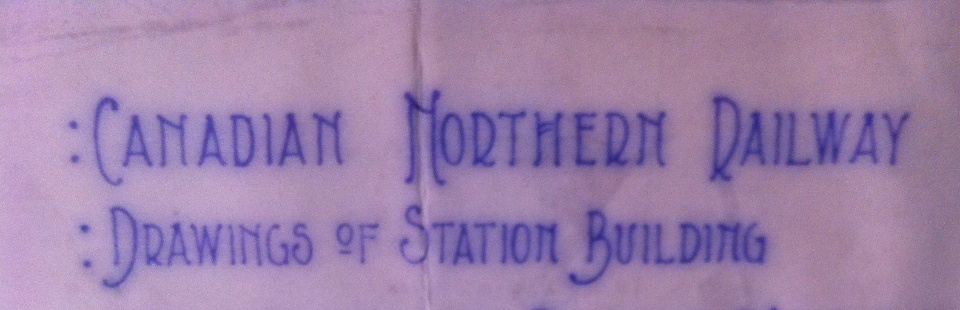 :CANADIAN NORTHERN RAILWAY
:DRAWINGS OF STATION BUILDING